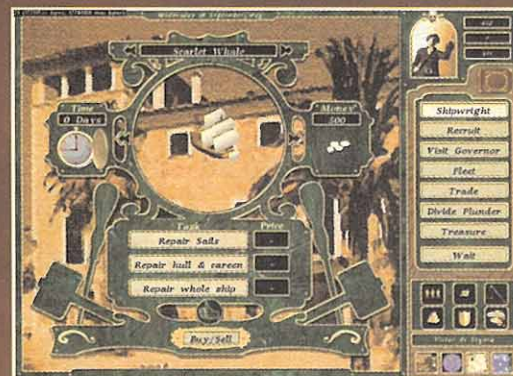 Scarlet Whale
Time
0 Days
Money
500
Task
Price
Repair Sails
Repair hull & careen
Repair whole ship
Buy/Sell
Shipwright
Recruit
Visit Governor
Fleet
Trade
Divide Plunder
Treasure
Wait